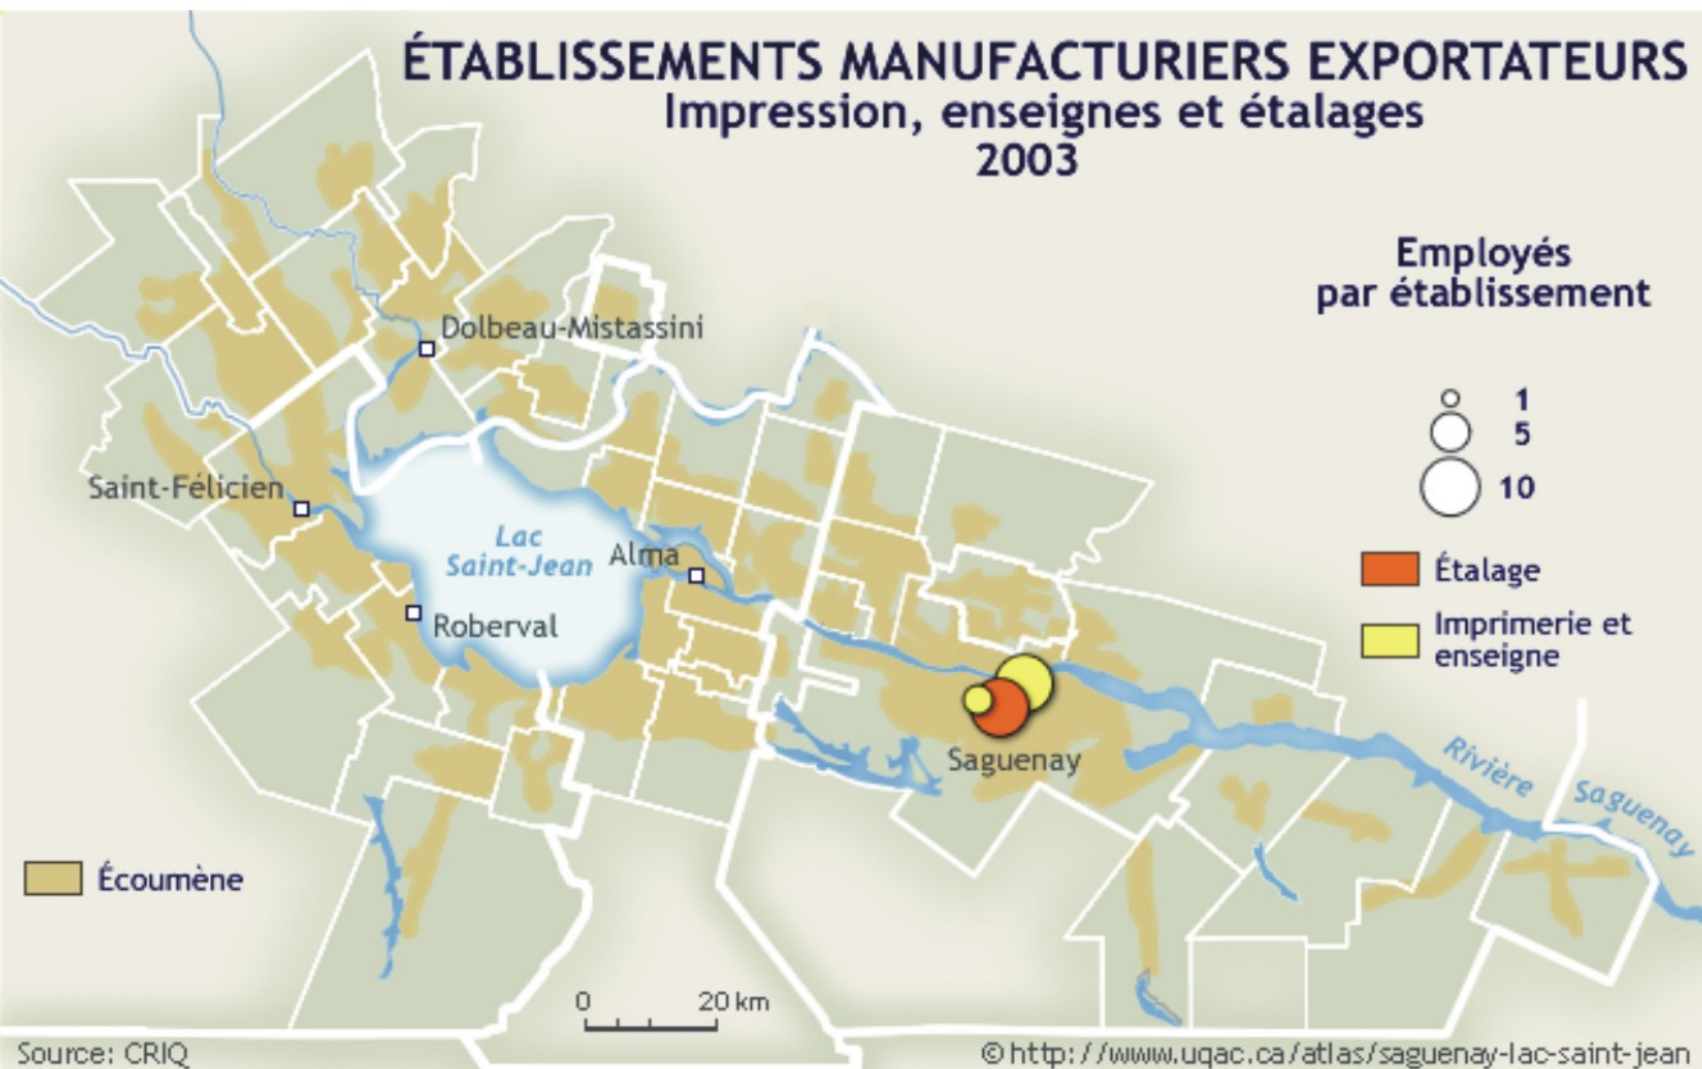 ÉTABLISSEMENTS MANUFACTURIERS EXPORTATEURS
Impression, enseignes et étalages
2003
Employés
par établissement
1
5
10
Étalage
Imprimerie et
enseigne
Dolbeau-Mistassini
Saint-Félicien
Lac
Saint-Jean
Alma
Roberval
Saguenay
Rivière Saguenay
Écoumène
0 20 km
Source: CRIQ
©http://www.uqac.ca/atlas/saguenay-lac-saint-jean